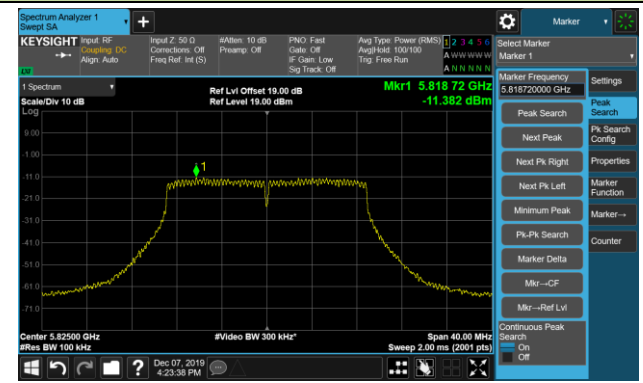 Spectrum Analyzer 1
Swept SA
+
Marker
KEYSIGHT
Input: RF
Coupling: DC
Align: Auto
Input Z: 50 Ω
Corrections: Off
Freq Ref: Int (S)
#Atten: 10 dB
Preamp: Off
PNO: Fast
Gate: Off
IF Gain: Low
Sig Track: Off
Avg Type: Power (RMS)
Avg|Hold: 100/100
Trig: Free Run
1 2 3 4 5 6
A W W W W W
A N N N N N
LXI
Select Marker
Marker 1
1 Spectrum
Scale/Div 10 dB
Log
Ref Lvl Offset 19.00 dB
Ref Level 19.00 dBm
Mkr1 5.818 72 GHz
-11.382 dBm
9.00
-1.00
-11.0
-21.0
-31.0
-41.0
-51.0
-61.0
-71.0
1
Center 5.82500 GHz
#Res BW 100 kHz
#Video BW 300 kHz*
Span 40.00 MHz
Sweep 2.00 ms (2001 pts)
Marker Frequency
5.818720000 GHz
Peak Search
Next Peak
Next Pk Right
Next Pk Left
Minimum Peak
Pk-Pk Search
Marker Delta
Mkr→CF
Mkr→Ref Lvl
Continuous Peak
Search
On
Off
Settings
Peak
Search
Pk Search
Config
Properties
Marker
Function
Marker→
Counter
?
Dec 07, 2019
4:23:38 PM